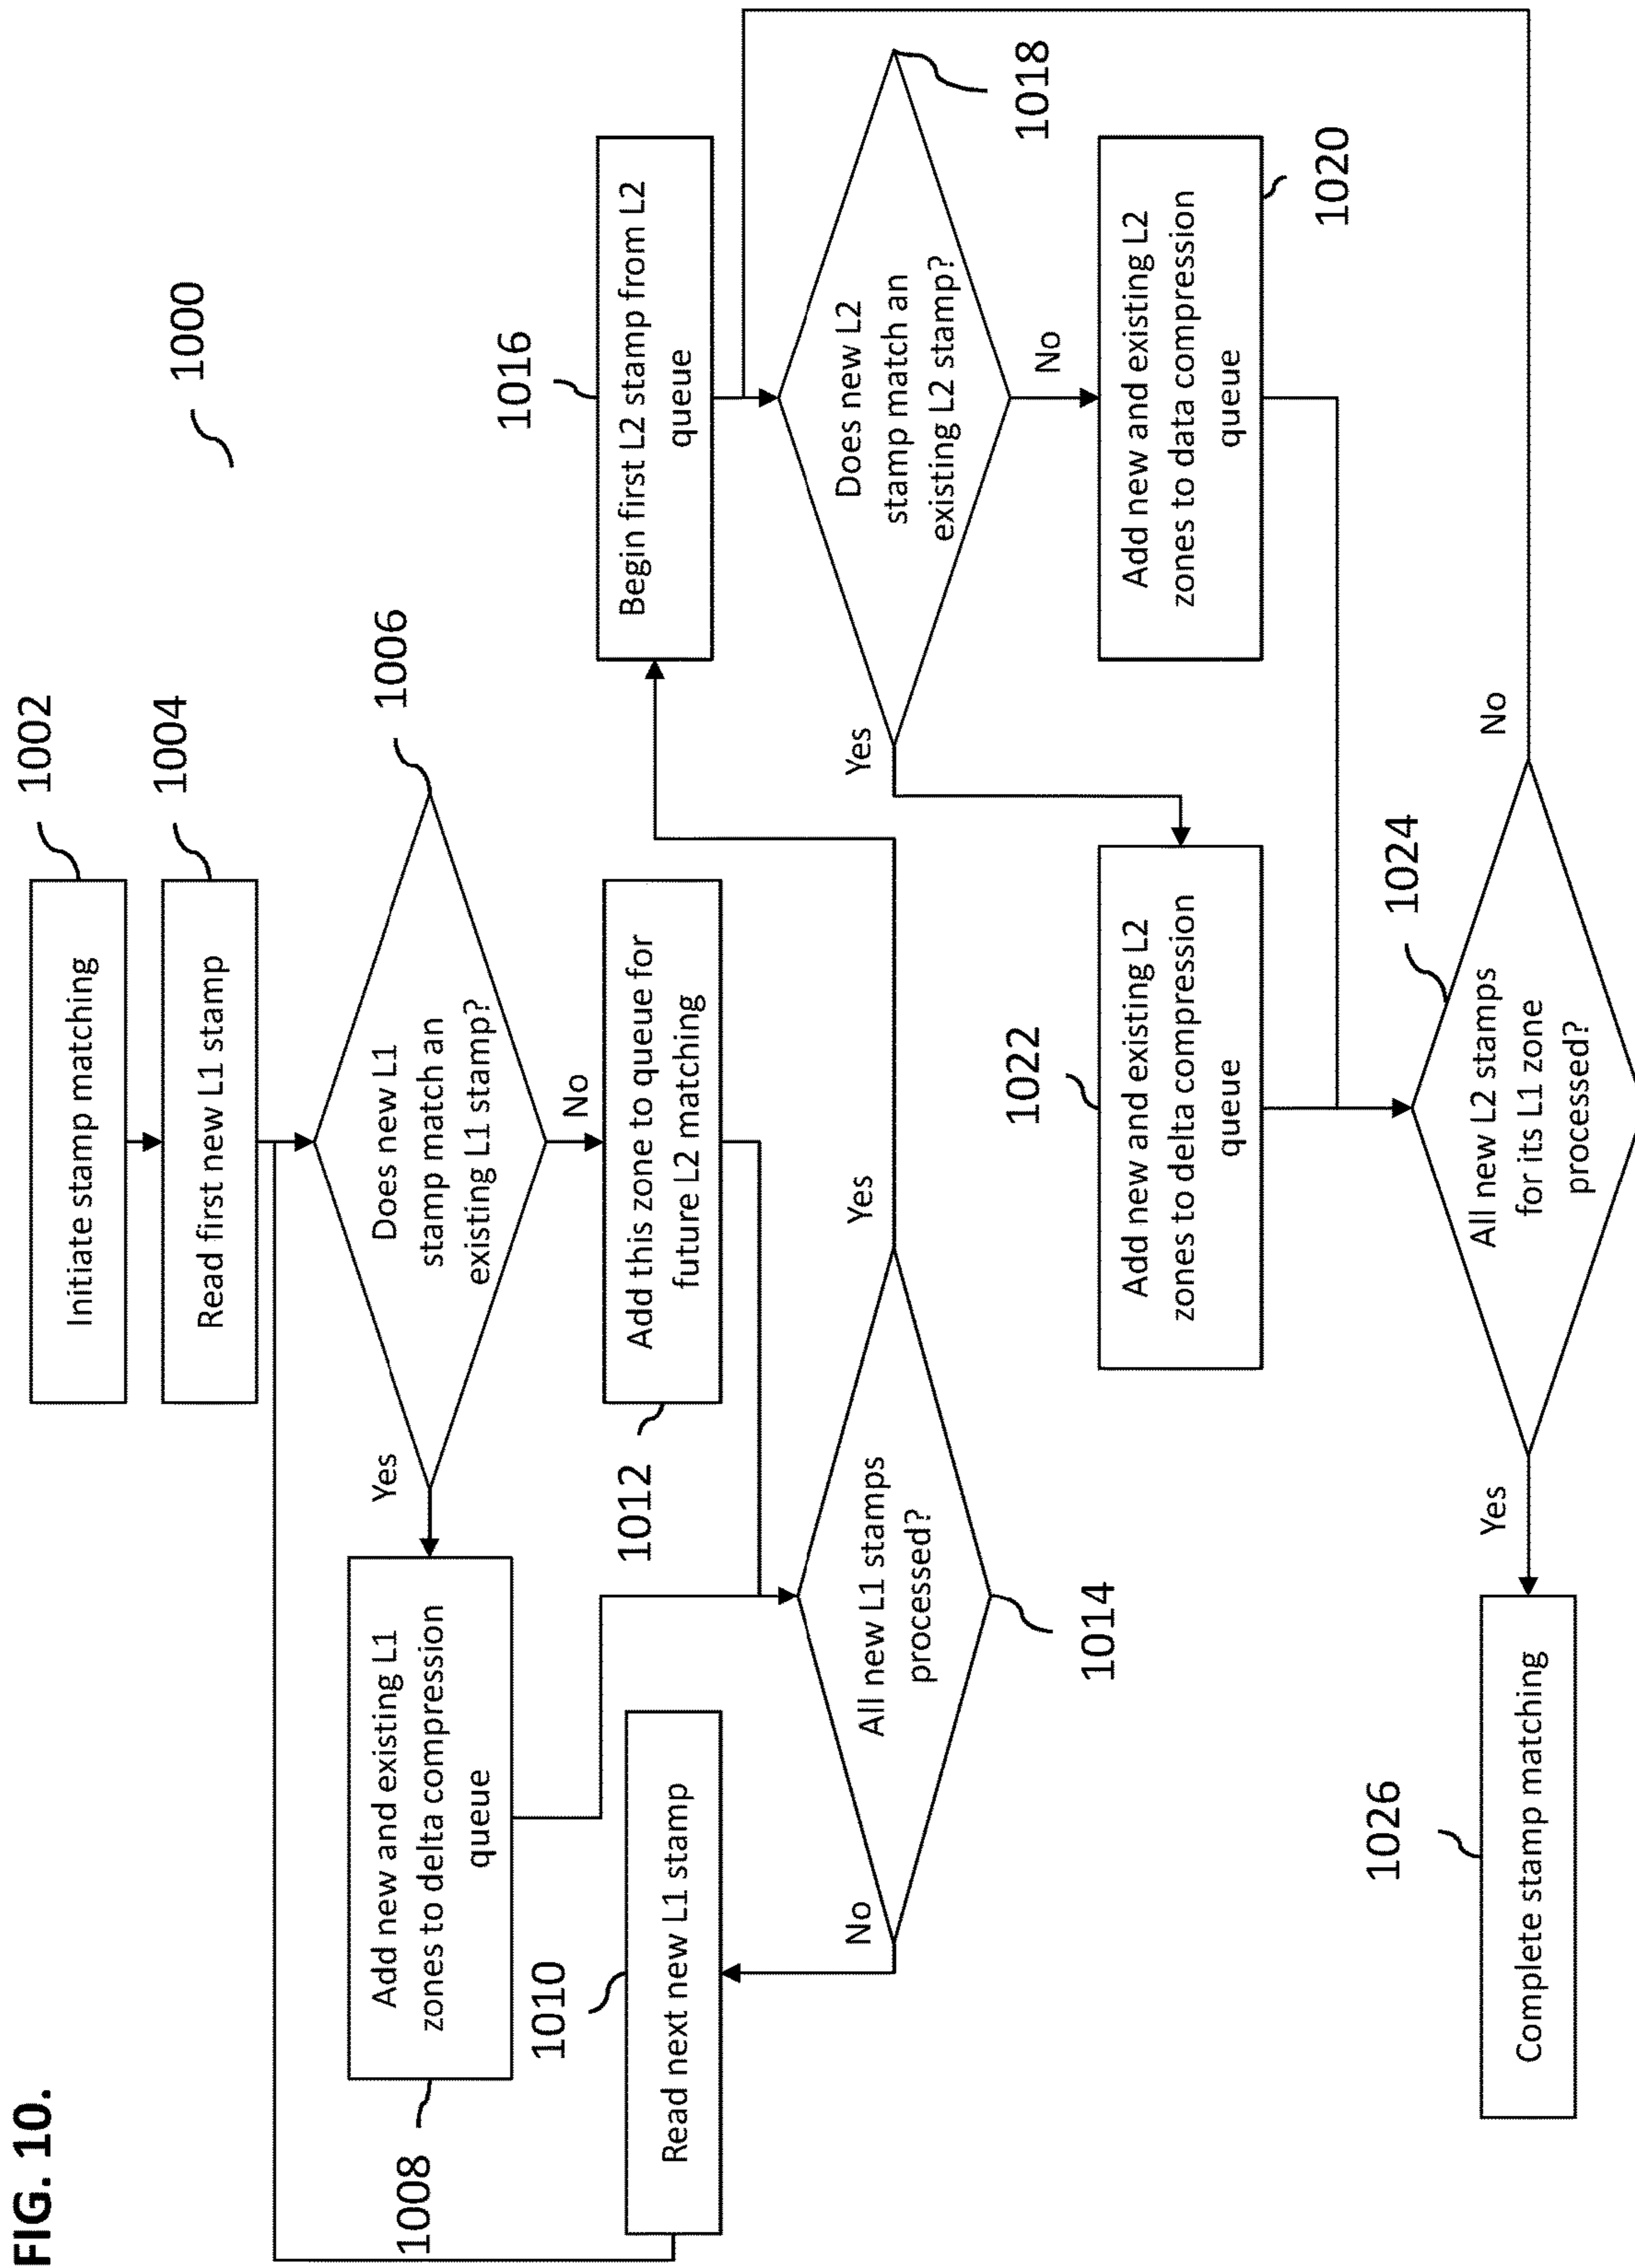 FIG. 10.
1000
1002
Initiate stamp matching
1004
Read first new L1 stamp
1006
Does new L1
stamp match an
existing L1 stamp?
Yes
No
1008
Add new and existing L1
zones to delta compression
queue
1012
Add this zone to queue for
future L2 matching
1010
Read next new L1 stamp
1014
All new L1 stamps
processed?
No
Yes
1016
Begin first L2 stamp from L2
queue
1018
Does new L2
stamp match an
existing L2 stamp?
Yes
No
1020
Add new and existing L2
zones to data compression
queue
1022
Add new and existing L2
zones to delta compression
queue
1024
All new L2 stamps
for its L1 zone
processed?
Yes
No
1026
Complete stamp matching